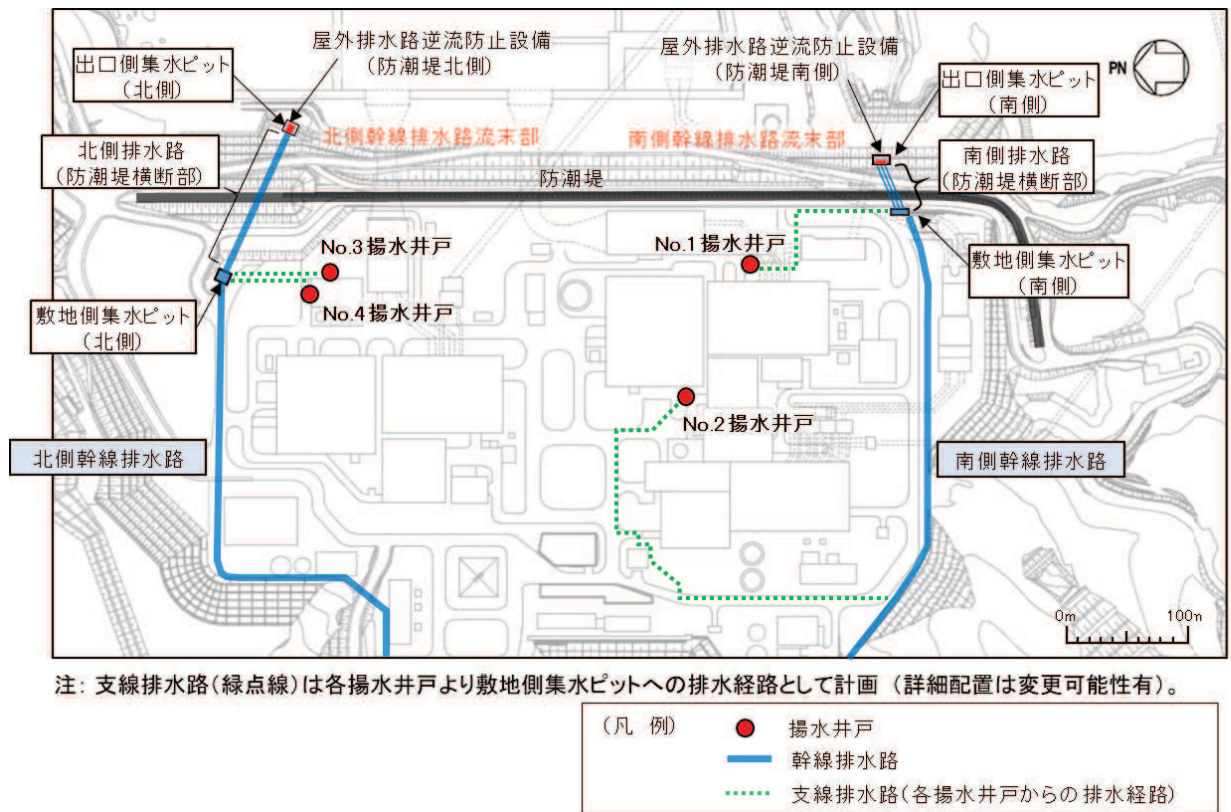 屋外排水路逆流防止設備
(防潮堤北側)
出口側集水ピット
(北側)
屋外排水路逆流防止設備
(防潮堤南側)
出口側集水ピット
(南側)
PN
北側幹線排水路流末部
南側幹線排水路流末部
北側排水路
(防潮堤横断部)
南側排水路
(防潮堤横断部)
防潮堤
No.3揚水井戸
No.1揚水井戸
No.4揚水井戸
敷地側集水ピット
(南側)
敷地側集水ピット
(北側)
No.2揚水井戸
北側幹線排水路
南側幹線排水路
0m
100m
注: 支線排水路(緑点線)は各揚水井戸より敷地側集水ピットへの排水経路として計画 (詳細配置は変更可能性有)。
(凡 例)
揚水井戸
幹線排水路
支線排水路(各揚水井戸からの排水経路)